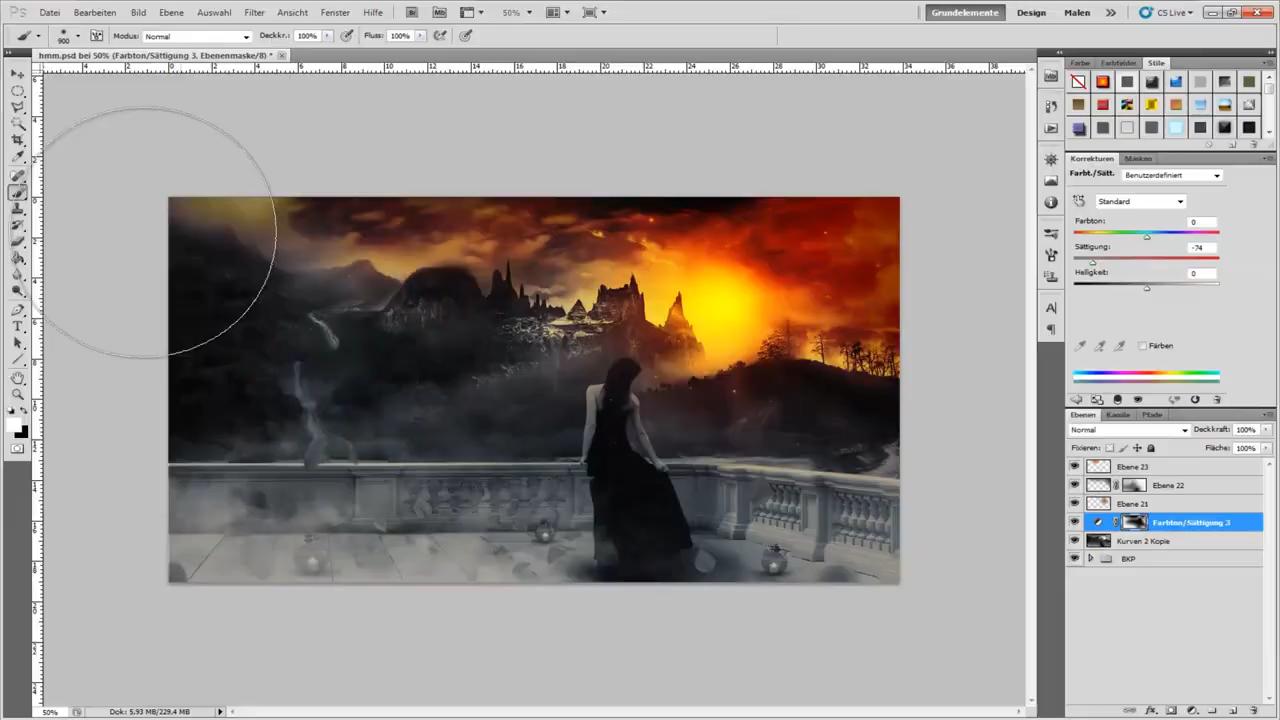 Ps Datei Bearbeiten Bild Ebene Auswahl Filter Ansicht Fenster Hilfe Br Mb 50% Grundelemente Design Malen CS Live
900 Modus: Normal Deckkr.: 100% Fluss: 100%
hmm.psd bei 50% (Farbton/Sättigung 3, Ebenenmaske/8) *
Farbe Farbfelder Stile
Korrekturen Masken
Farbt./Sätt. Benutzerdefiniert
Standard
Farbton: 0
Sättigung: -74
Helligkeit: 0
Färben
Ebenen Kanäle Pfade
Normal Deckkraft: 100%
Fixieren: Fläche: 100%
Ebene 23
Ebene 22
Ebene 21
Farbton/Sättigung 3
Kurven 2 Kopie
BKP
50% Dok: 5,93 MB/229,4 MB